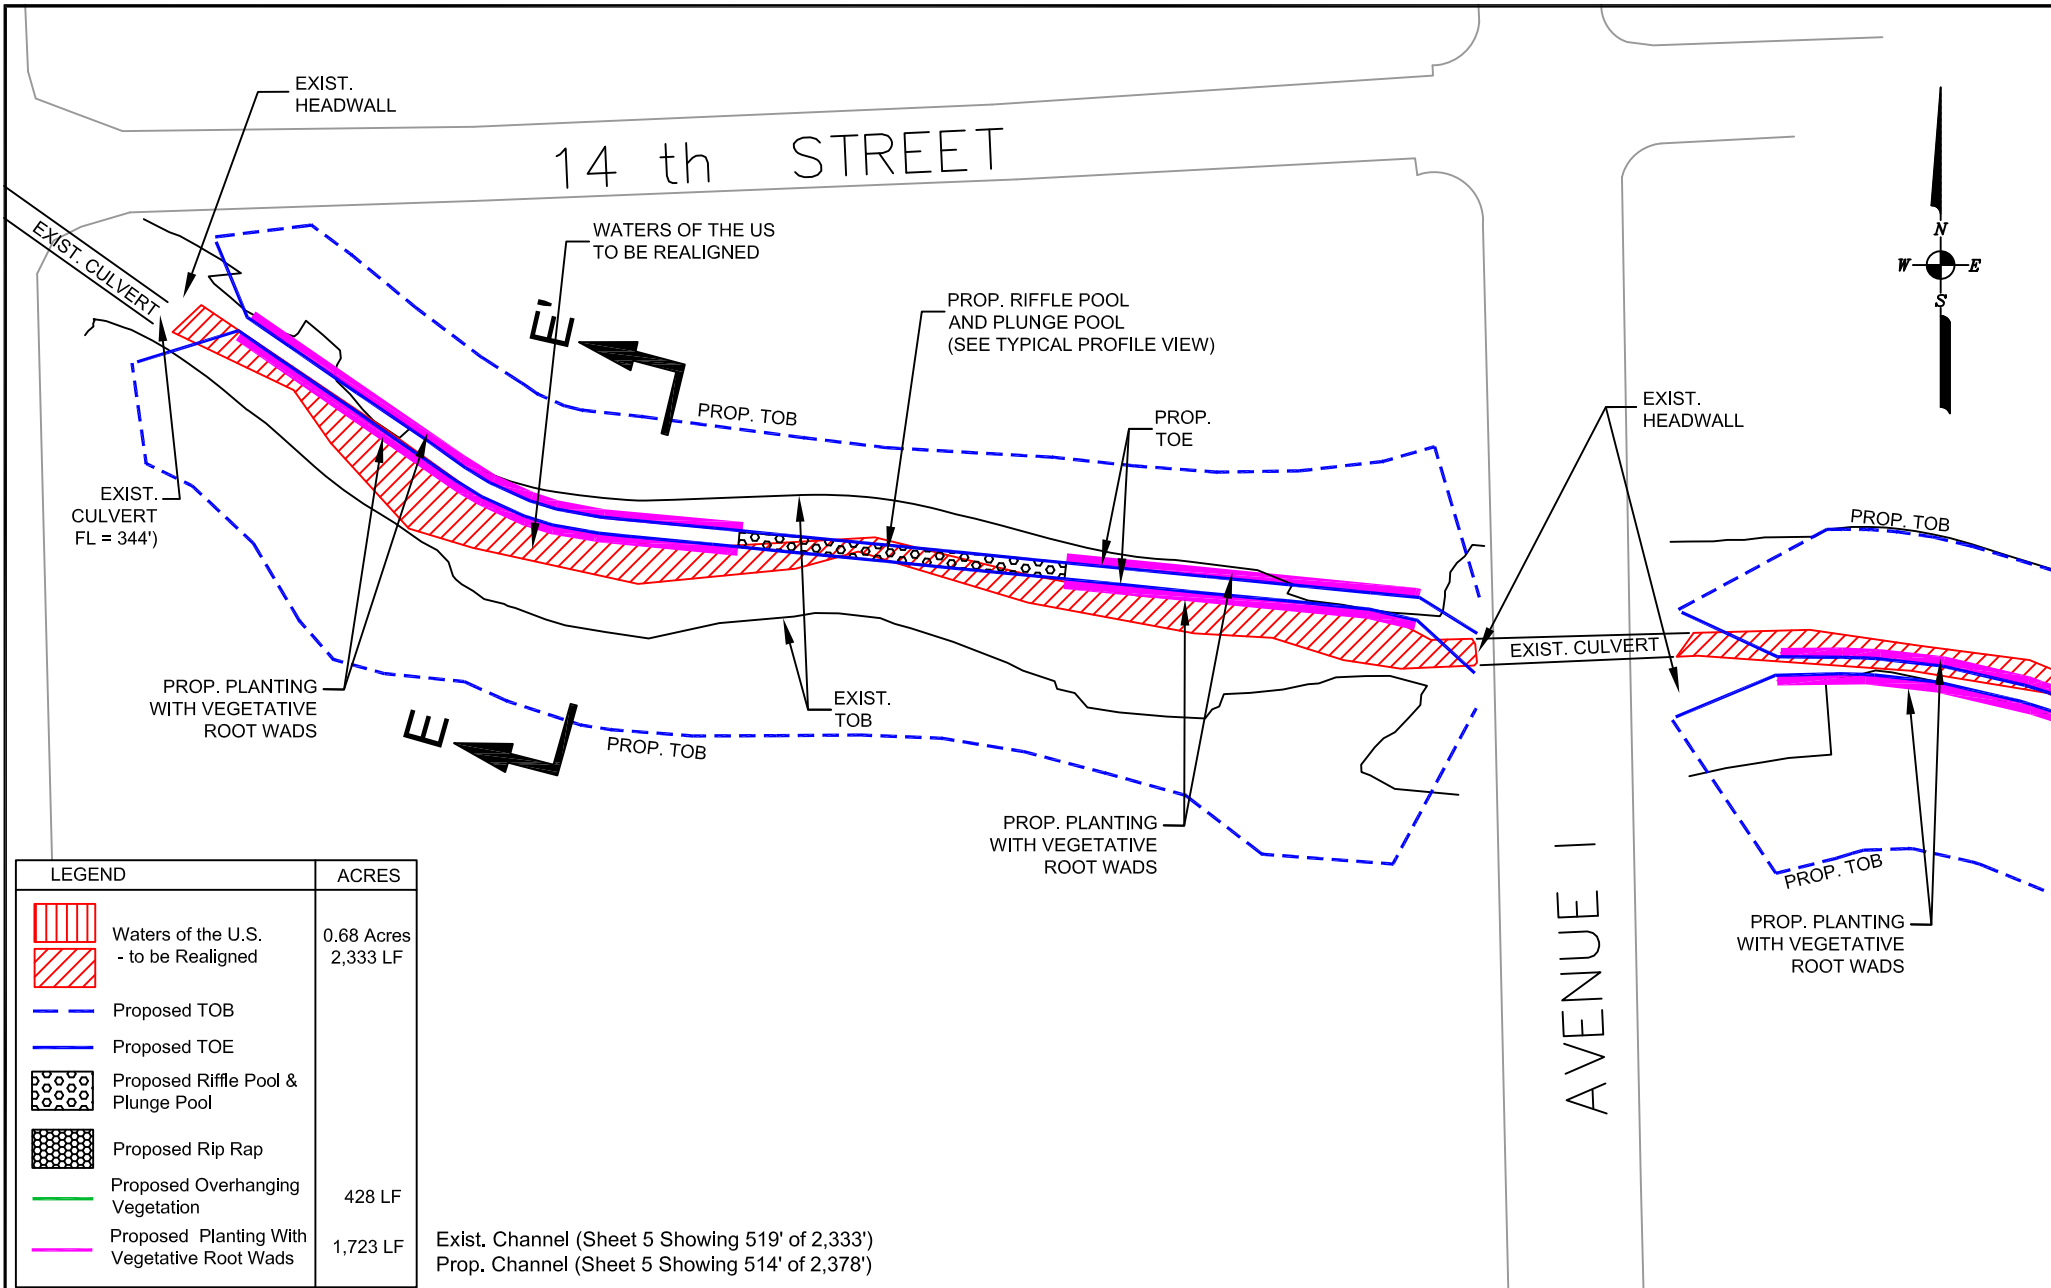 EXIST.
HEADWALL
14 th STREET
EXIST. CULVERT
WATERS OF THE US
TO BE REALIGNED
N
W E
S
E'
PROP. RIFFLE POOL
AND PLUNGE POOL
(SEE TYPICAL PROFILE VIEW)
PROP. TOB
PROP.
TOE
EXIST.
HEADWALL
EXIST.
CULVERT
FL = 344')
PROP. TOB
EXIST. CULVERT
PROP. PLANTING
WITH VEGETATIVE
ROOT WADS
EXIST.
TOB
E
PROP. TOB
PROP. PLANTING
WITH VEGETATIVE
ROOT WADS
PROP. TOB
PROP. PLANTING
WITH VEGETATIVE
ROOT WADS
AVENUE I
LEGEND ACRES
Waters of the U.S. 0.68 Acres
- to be Realigned 2,333 LF
Proposed TOB
Proposed TOE
Proposed Riffle Pool &
Plunge Pool
Proposed Rip Rap
Proposed Overhanging
Vegetation 428 LF
Proposed Planting With
Vegetative Root Wads 1,723 LF
Exist. Channel (Sheet 5 Showing 519' of 2,333')
Prop. Channel (Sheet 5 Showing 514' of 2,378')